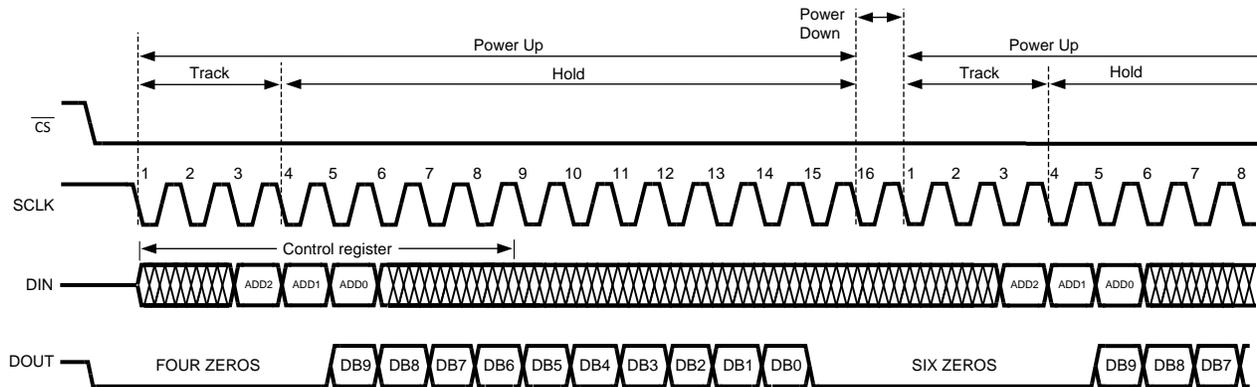 Power
Down
Power Up
Power Up
Track
Hold
Track
Hold
CS
1 2 3 4 5 6 7 8 9 10 11 12 13 14 15 16 1 2 3 4 5 6 7 8
SCLK
Control register
DIN
ADD2 ADD1 ADD0 ADD2 ADD1 ADD0
DOUT
FOUR ZEROS DB9 DB8 DB7 DB6 DB5 DB4 DB3 DB2 DB1 DB0 SIX ZEROS DB9 DB8 DB7